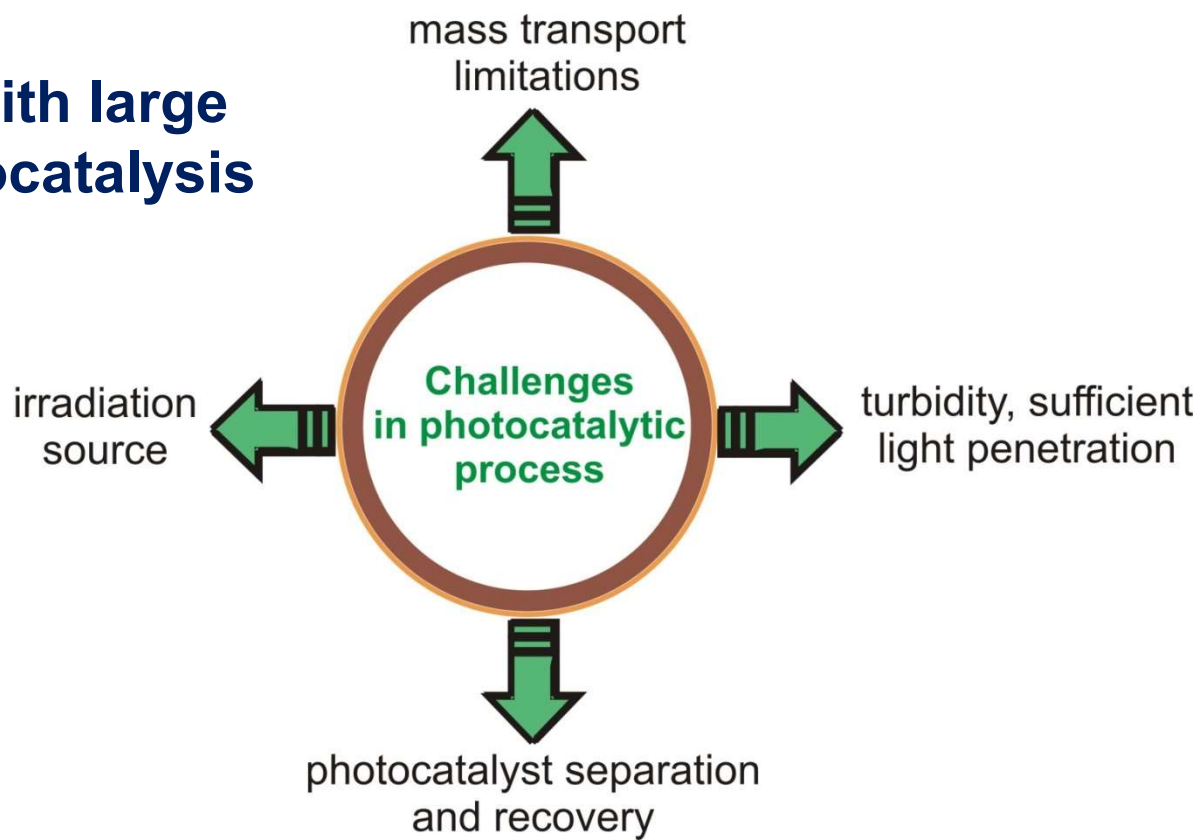 mass transport
limitations
ith large
ocatalysis
irradiation
source
Challenges
in photocatalytic
process
turbidity, sufficient
light penetration
photocatalyst separation
and recovery